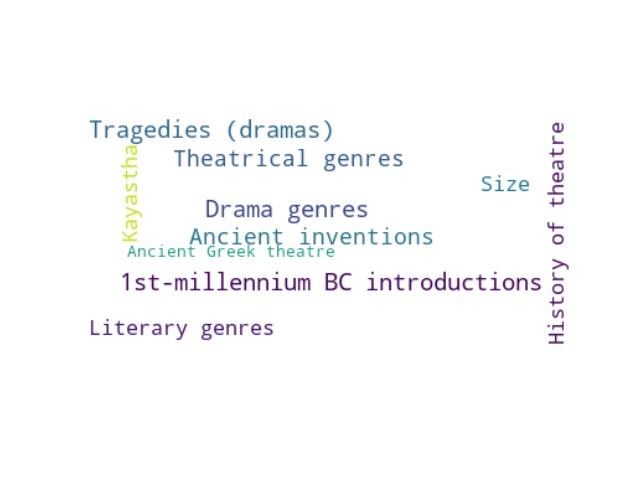 Tragedies (dramas)
Kayastha
Theatrical genres
Size
History of theatre
Drama genres
Ancient inventions
Ancient Greek theatre
1st-millennium BC introductions
Literary genres